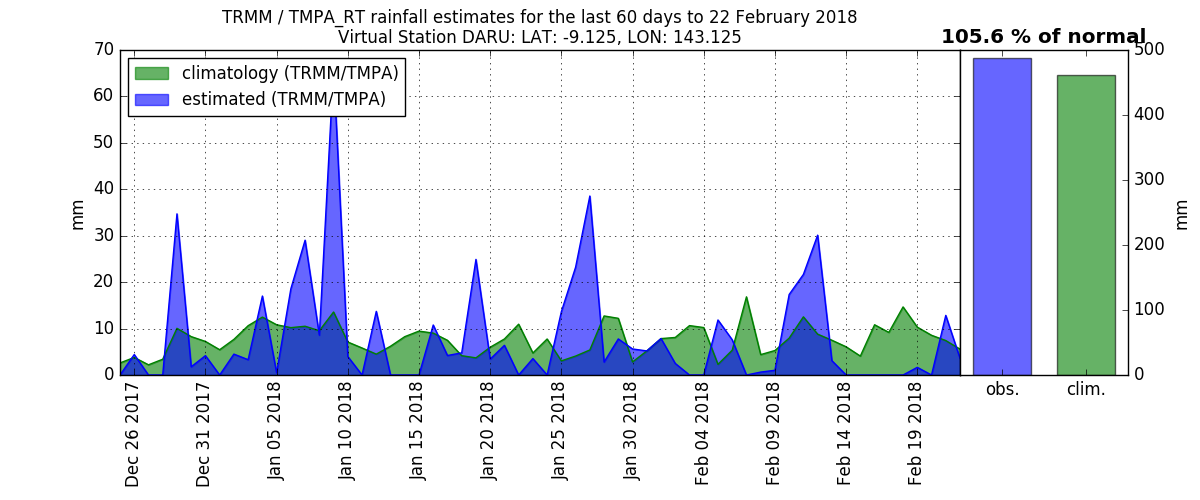 TRMM / TMPA_RT rainfall estimates for the last 60 days to 22 February 2018
Virtual Station DARU: LAT: -9.125, LON: 143.125
105.6 % of normal
climatology (TRMM/TMPA)
estimated (TRMM/TMPA)
70
60
50
40
30
20
10
0
mm
Dec 26 2017
Dec 31 2017
Jan 05 2018
Jan 10 2018
Jan 15 2018
Jan 20 2018
Jan 25 2018
Jan 30 2018
Feb 04 2018
Feb 09 2018
Feb 14 2018
Feb 19 2018
obs.
clim.
500
400
300
200
100
0
mm